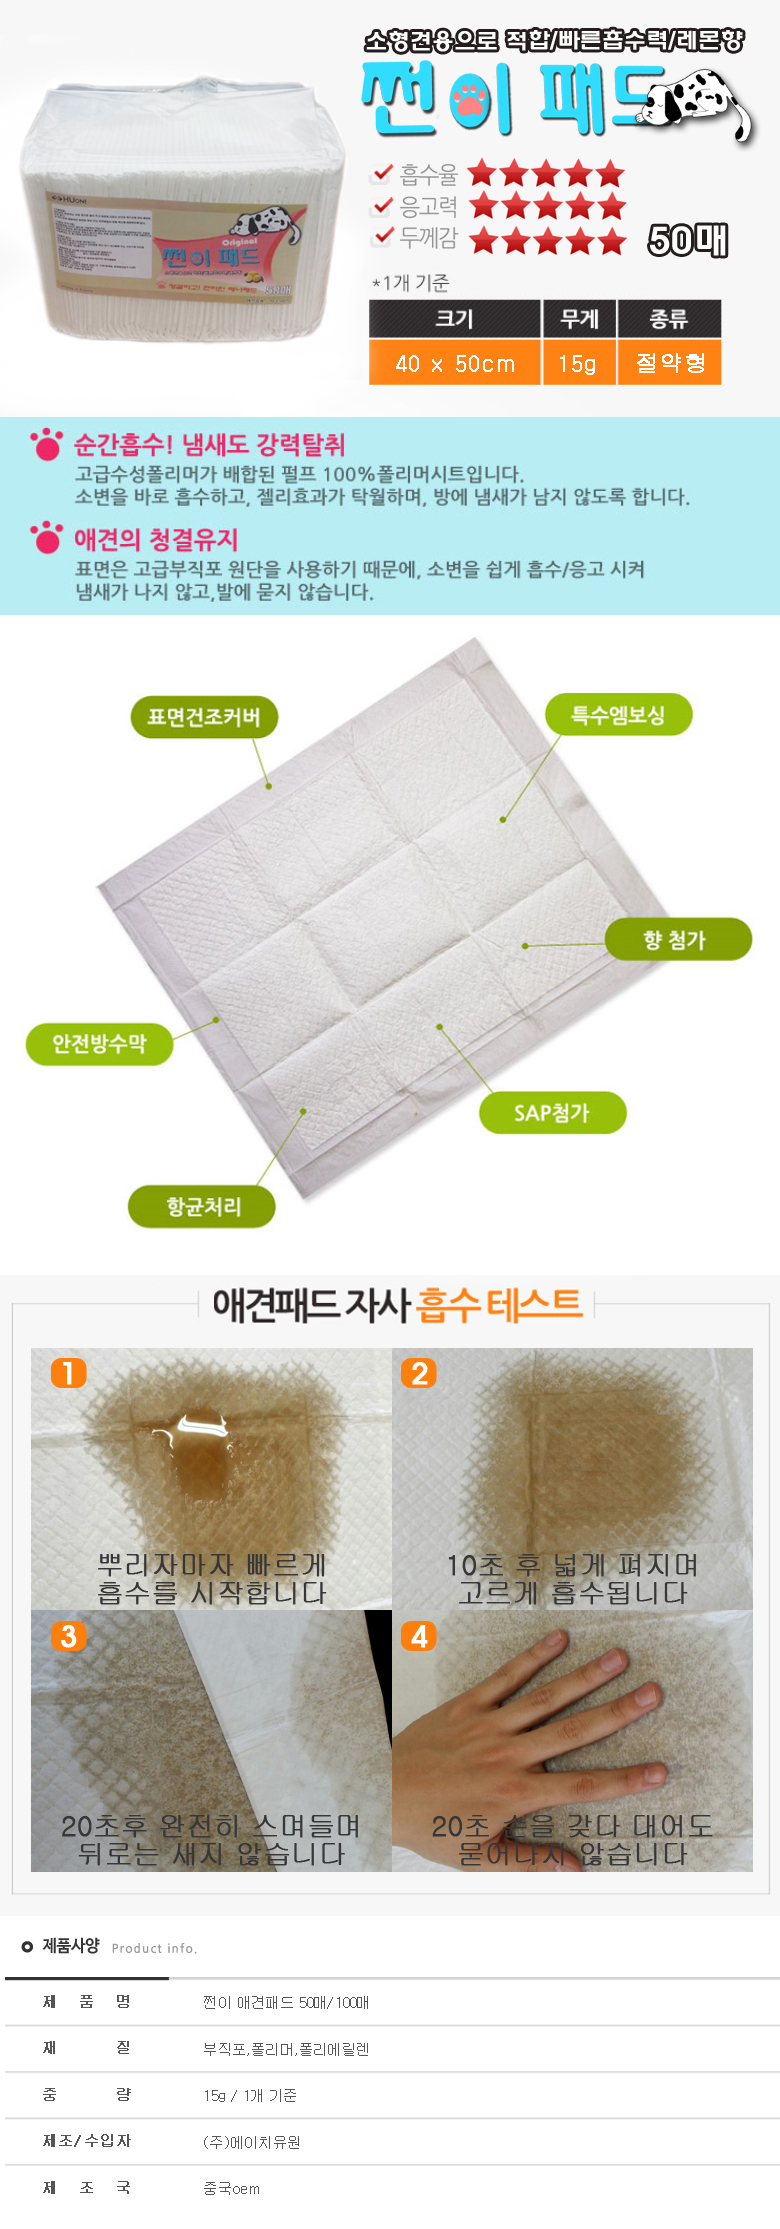 소형견용으로 적합/빠른흡수력/레몬향
쩐이 패드
HUONE
Original
쩐이 패드
50매
흡수율
응고력
두께감
50매
*1개 기준
크기 무게 종류
40 x 50cm 15g 절약형
순간흡수! 냄새도 강력탈취
고급수성폴리머가 배합된 펄프 100%폴리머시트입니다.
소변을 바로 흡수하고, 젤리효과가 탁월하며, 방에 냄새가 남지 않도록 합니다.
애견의 청결유지
표면은 고급부직포 원단을 사용하기 때문에, 소변을 쉽게 흡수/응고 시켜
냄새가 나지 않고,발에 묻지 않습니다.
표면건조커버
특수엠보싱
향 첨가
안전방수막
SAP첨가
항균처리
애견패드 자사 흡수 테스트
1
뿌리자마자 빠르게
흡수를 시작합니다
2
10초 후 넓게 펴지며
고르게 흡수됩니다
3
20초후 완전히 스며들며
뒤로는 새지 않습니다
4
20초 손을 갖다 대어도
묻어나지 않습니다
제품사양 Product info.
제 품 명 쩐이 애견패드 50매/100매
재 질 부직포,폴리머,폴리에릴렌
중 량 15g / 1개 기준
제조/수입자 (주)에이치유원
제 조 국 중국oem